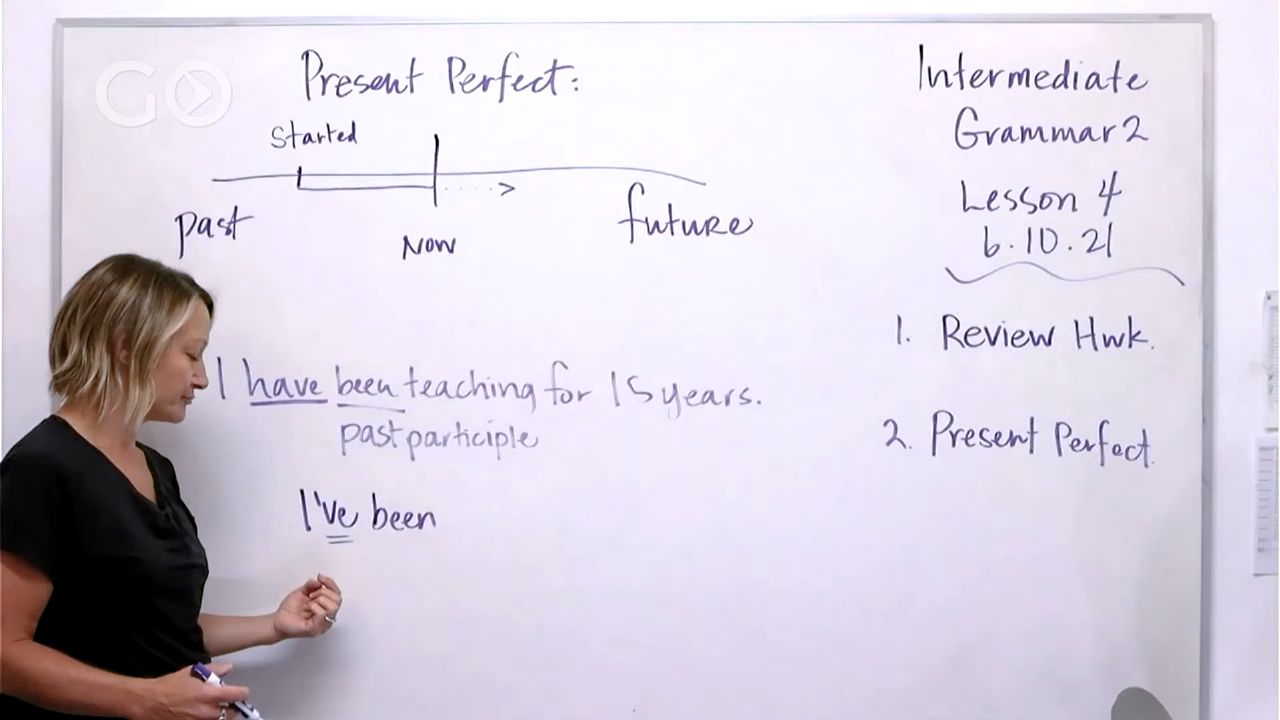 GO
Present Perfect:
Started
past
Now
future
I have been teaching for 15 years.
past participle
I've been
Intermediate
Grammar 2
Lesson 4
6.10.21
1. Review Hwk.
2. Present Perfect.